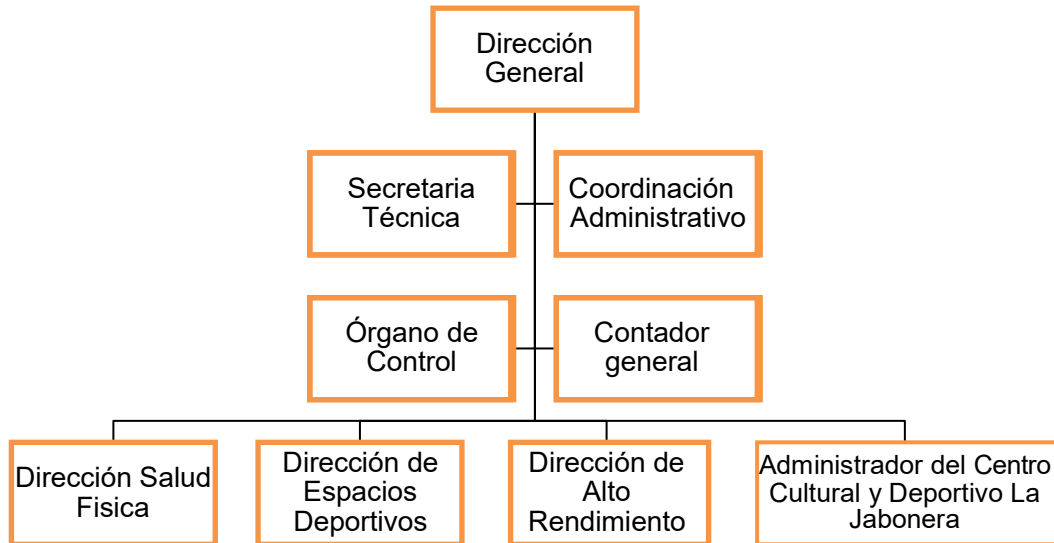 Dirección
General
Secretaria
Técnica
Coordinación
Administrativo
Órgano de
Control
Contador
general
Dirección Salud
Fisica
Dirección de
Espacios
Deportivos
Dirección de
Alto
Rendimiento
Administrador del Centro
Cultural y Deportivo La
Jabonera